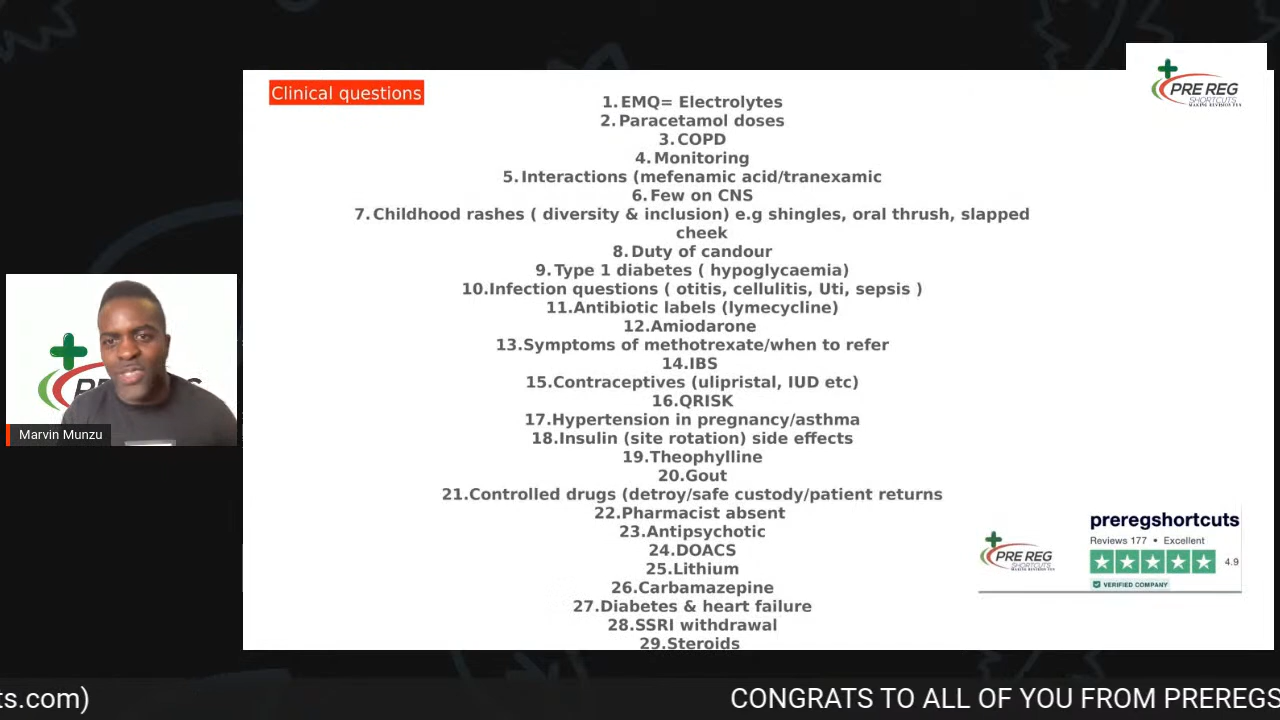 Clinical questions
PRE REG
SHORTCUTS
1.EMQ= Electrolytes
2.Paracetamol doses
3.COPD
4.Monitoring
5.Interactions (mefenamic acid/tranexamic
6.Few on CNS
7.Childhood rashes ( diversity & inclusion) e.g shingles, oral thrush, slapped
cheek
8.Duty of candour
9.Type 1 diabetes ( hypoglycaemia)
10.Infection questions ( otitis, cellulitis, Uti, sepsis )
11.Antibiotic labels (lymecycline)
12.Amiodarone
13.Symptoms of methotrexate/when to refer
14.IBS
15.Contraceptives (ulipristal, IUD etc)
16.QRISK
17.Hypertension in pregnancy/asthma
18.Insulin (site rotation) side effects
19.Theophylline
20.Gout
21.Controlled drugs (detroy/safe custody/patient returns
22.Pharmacist absent
23.Antipsychotic
24.DOACS
25.Lithium
26.Carbamazepine
27.Diabetes & heart failure
28.SSRI withdrawal
29.Steroids
Marvin Munzu
PRE REG
SHORTCUTS
preregshortcuts
Reviews 177 • Excellent
4.9
VERIFIED COMPANY
ts.com)
CONGRATS TO ALL OF YOU FROM PREREGS